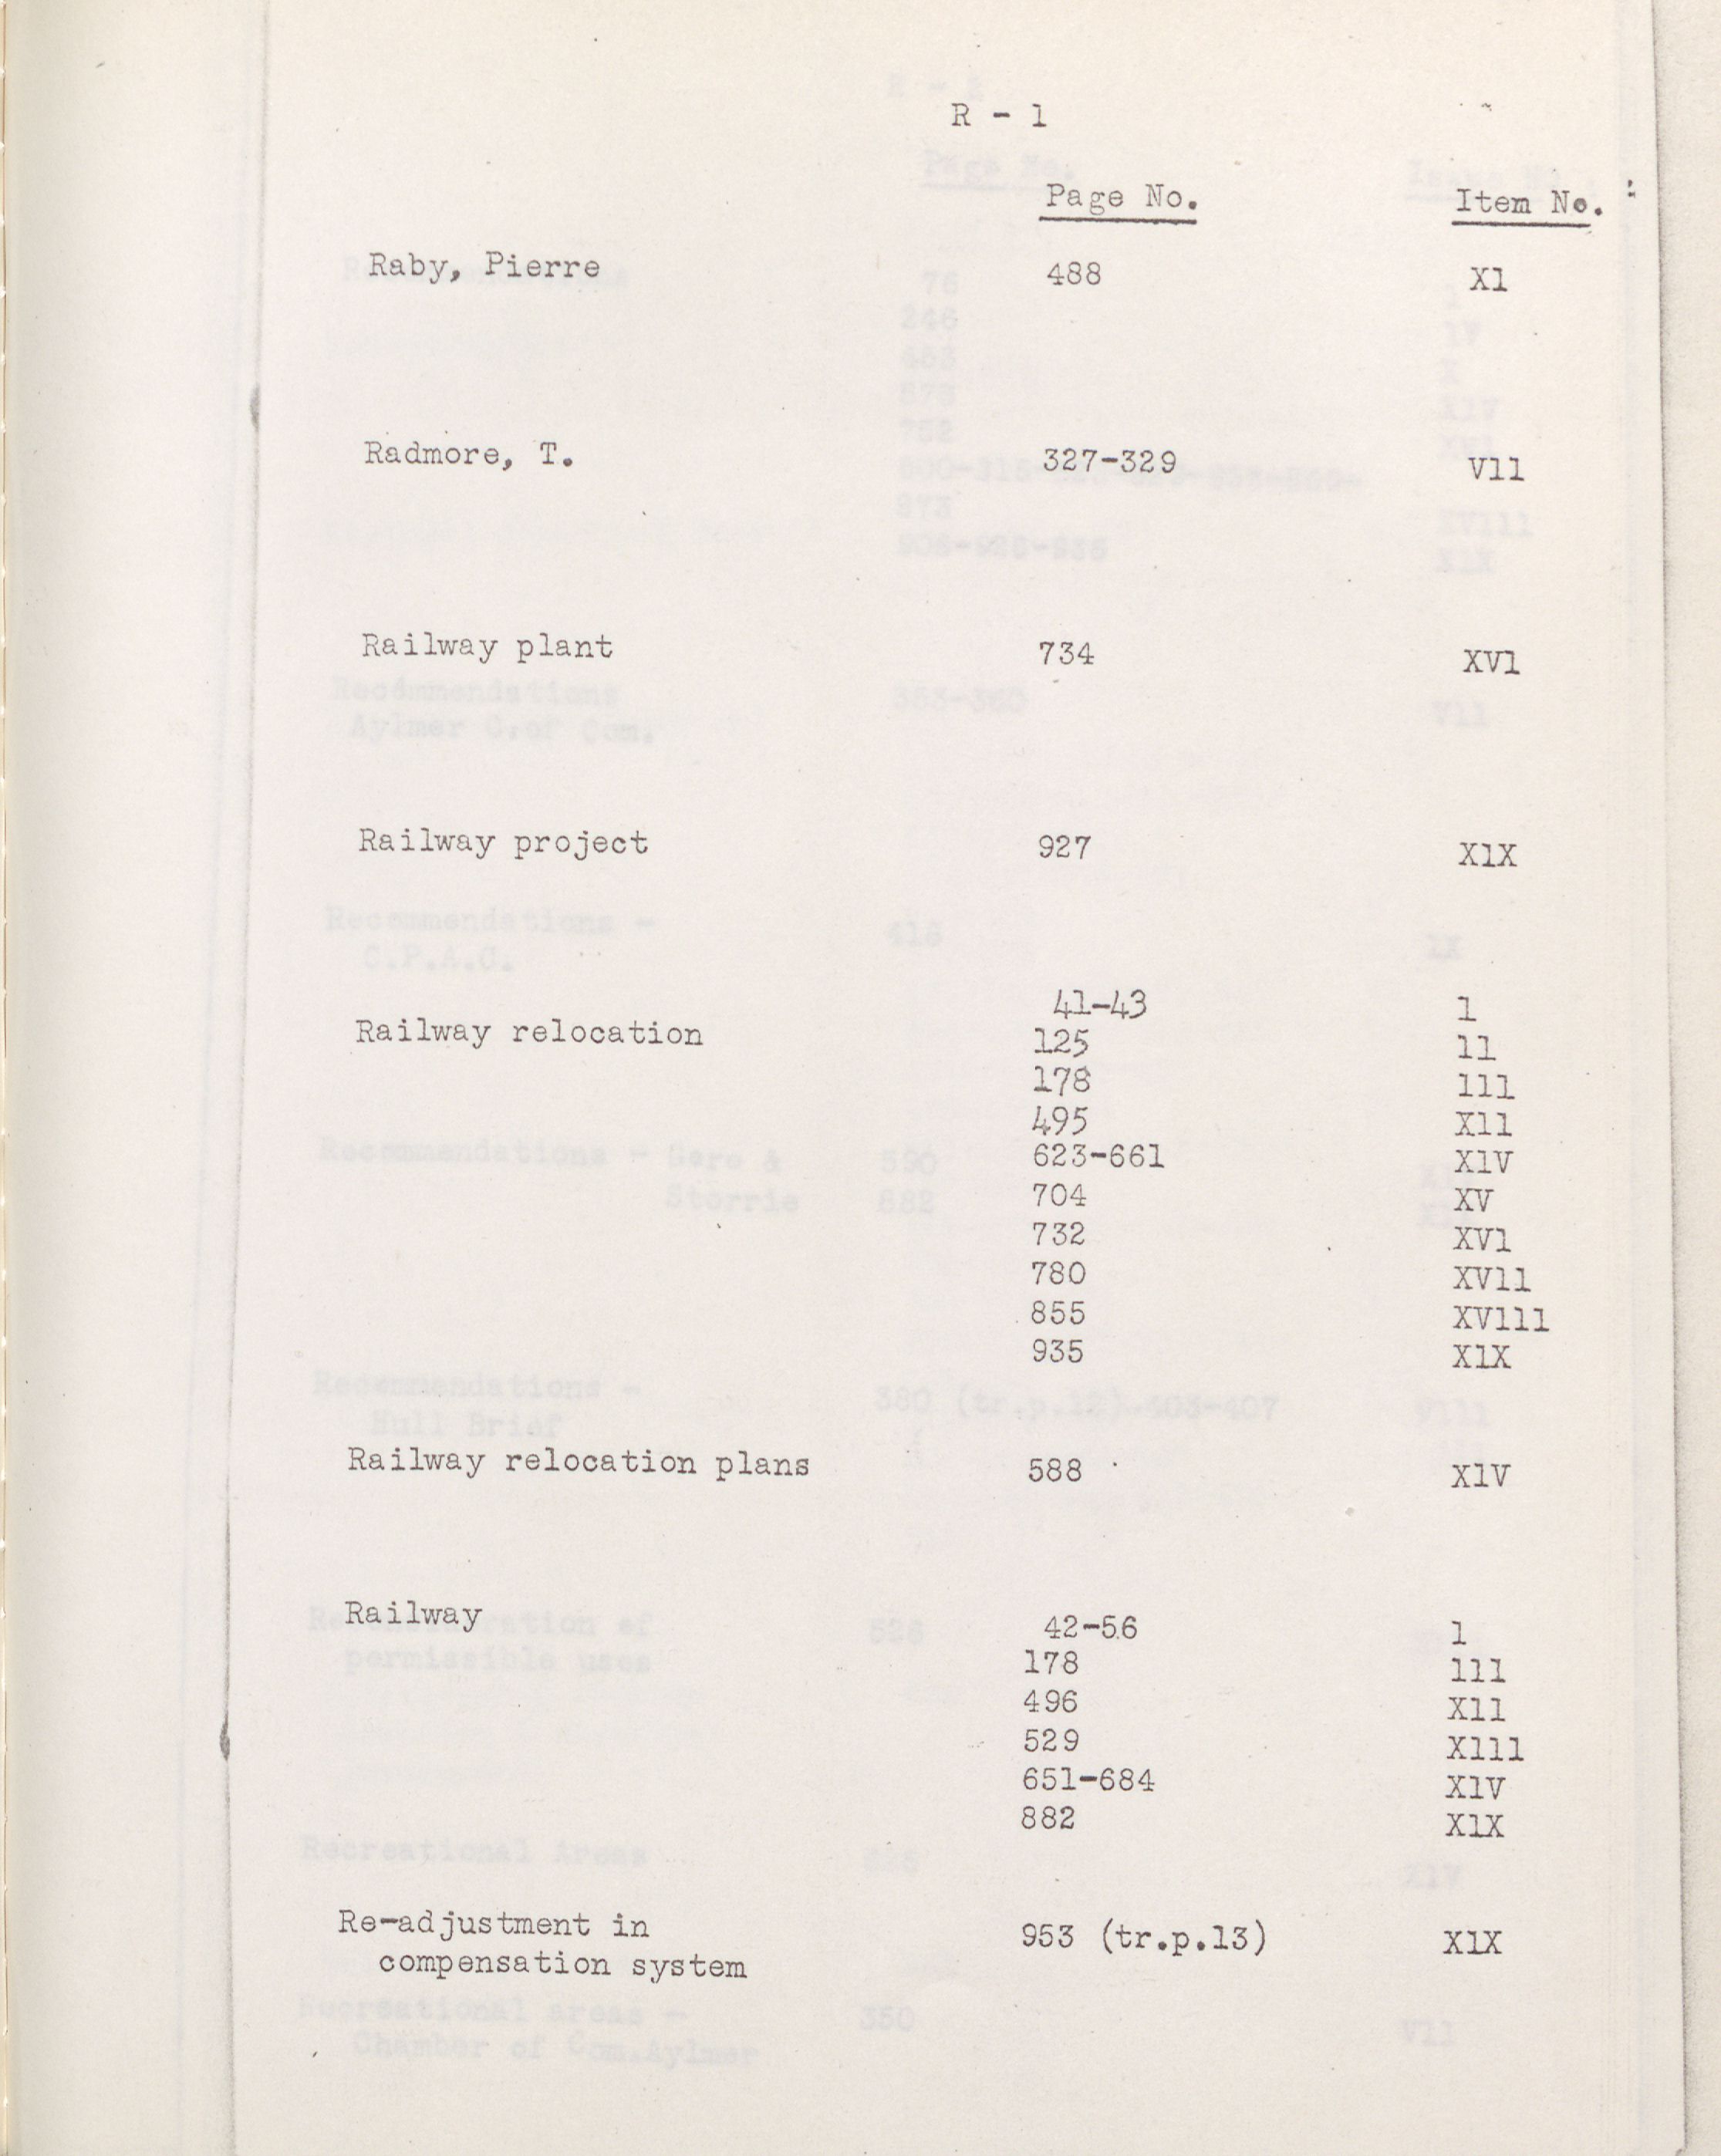 R - 1
Page No. Item No.
Raby, Pierre 488 X1
Radmore, T. 327-329 V11
Railway plant 734 XV1
Railway project 927 X1X
41-43 1
Railway relocation 125 11
178 111
495 X11
623-661 X1V
704 XV
732 XV1
780 XV11
855 XV111
935 X1X
Railway relocation plans 588 X1V
Railway 42-56 1
178 111
496 X11
529 X111
651-684 X1V
882 X1X
Re-adjustment in 953 (tr.p.13) X1X
compensation system